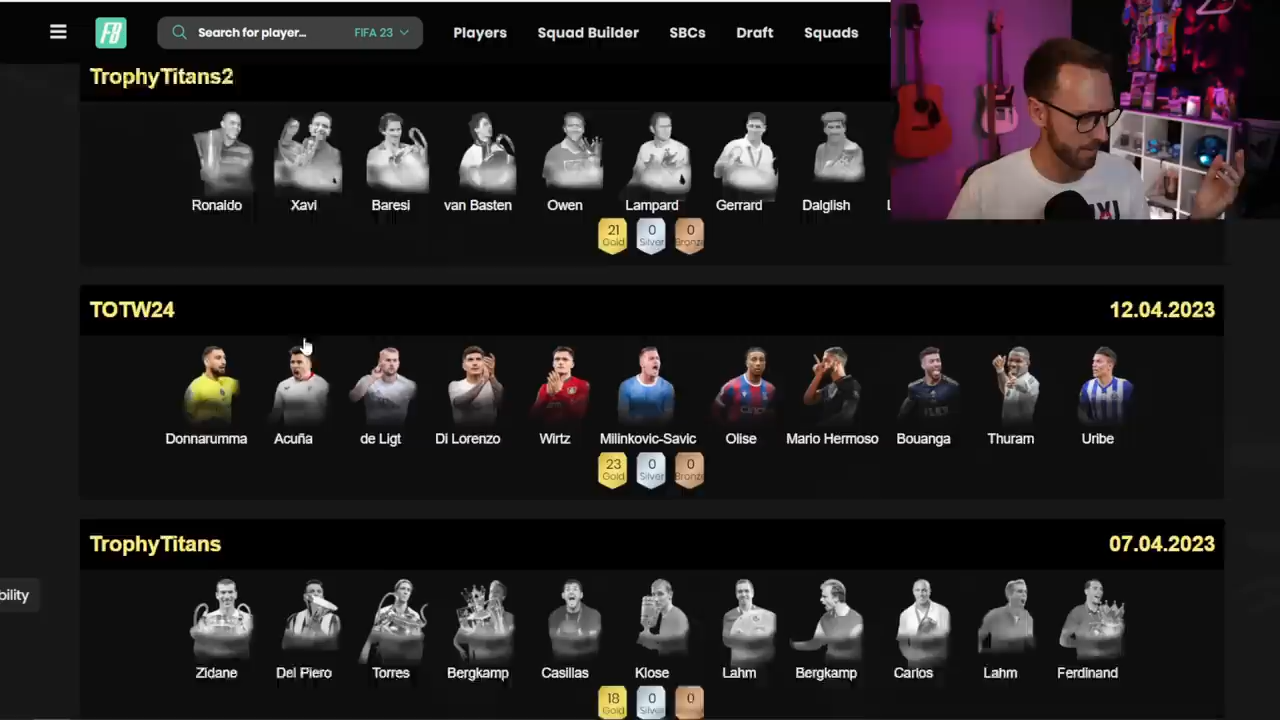 FB
Search for player...
FIFA 23
Players
Squad Builder
SBCs
Draft
Squads
TrophyTitans2
Ronaldo
Xavi
Baresi
van Basten
Owen
Lampard
Gerrard
Dalglish
21
Gold
0
Silver
0
Bronze
TOTW24
12.04.2023
Donnarumma
Acuña
de Ligt
Di Lorenzo
Wirtz
Milinkovic-Savic
Olise
Mario Hermoso
Bouanga
Thuram
Uribe
23
Gold
0
Silver
0
Bronze
TrophyTitans
07.04.2023
bility
Zidane
Del Piero
Torres
Bergkamp
Casillas
Klose
Lahm
Bergkamp
Carlos
Lahm
Ferdinand
18
Gold
0
Silver
0